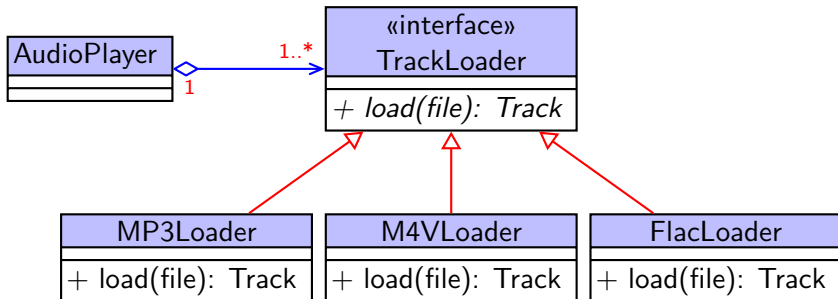 AudioPlayer
1
1..*
«interface»
TrackLoader
+ load(file): Track
MP3Loader
+ load(file): Track
M4VLoader
+ load(file): Track
FlacLoader
+ load(file): Track